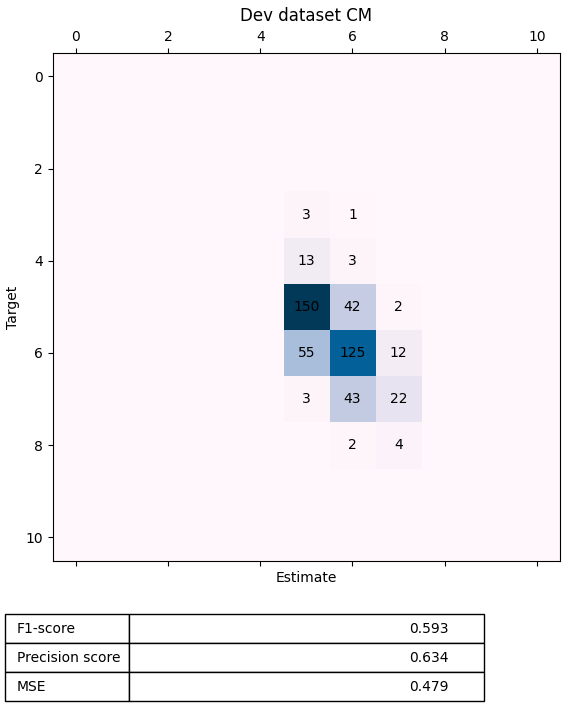 Dev dataset CM
0 2 4 6 8 10
0
2
3 1
4 13 3
150 42 2
6 55 125 12
3 43 22
8 2 4
10
Target
Estimate
F1-score 0.593
Precision score 0.634
MSE 0.479